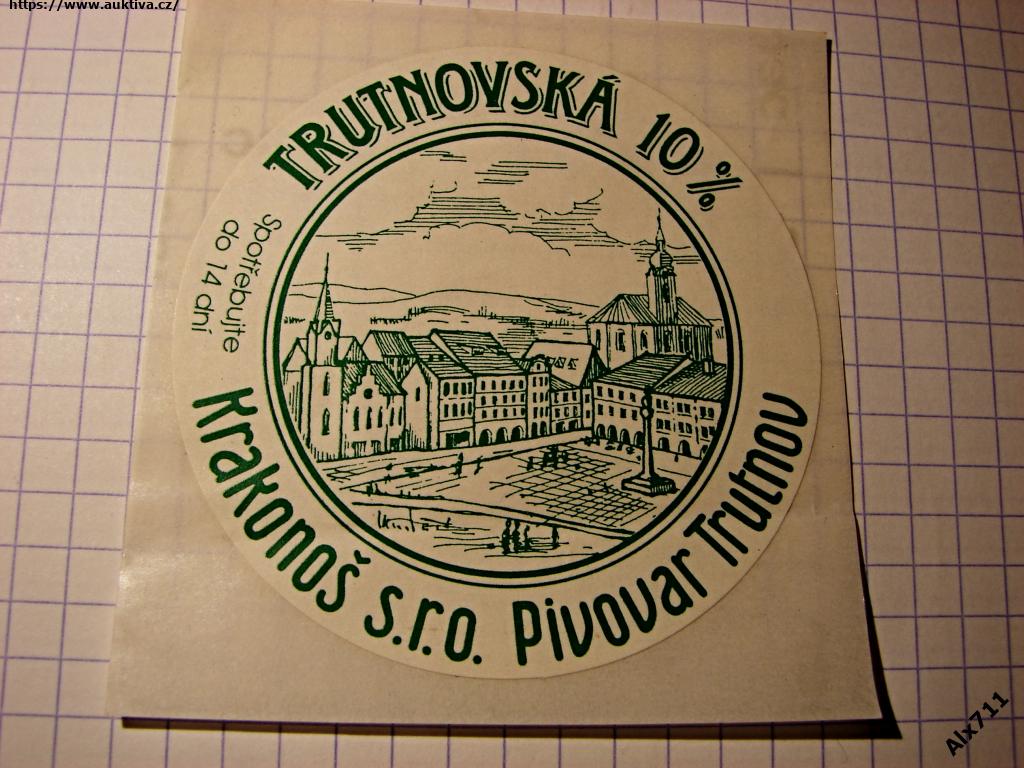 https://www.auktiva.cz/
TRUTNOVSKÁ 10%
Spotřebujte
do 14 dní
Krakonoš s.r.o. Pivovar Trutnov
Alx711